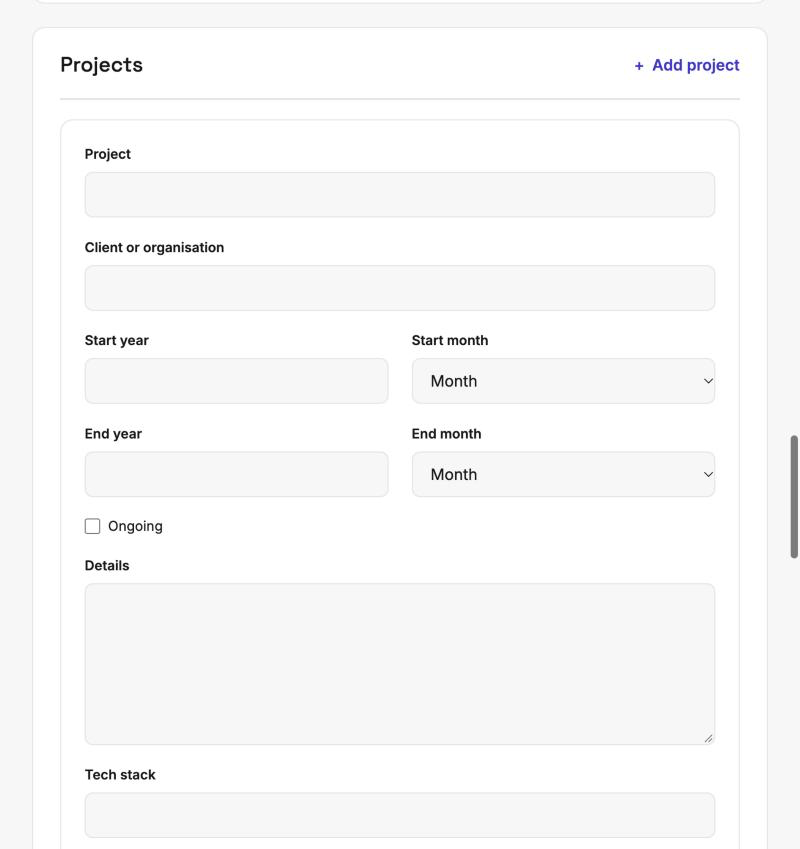 Projects
+ Add project
Project
Client or organisation
Start year
Start month
Month
End year
End month
Month
Ongoing
Details
Tech stack